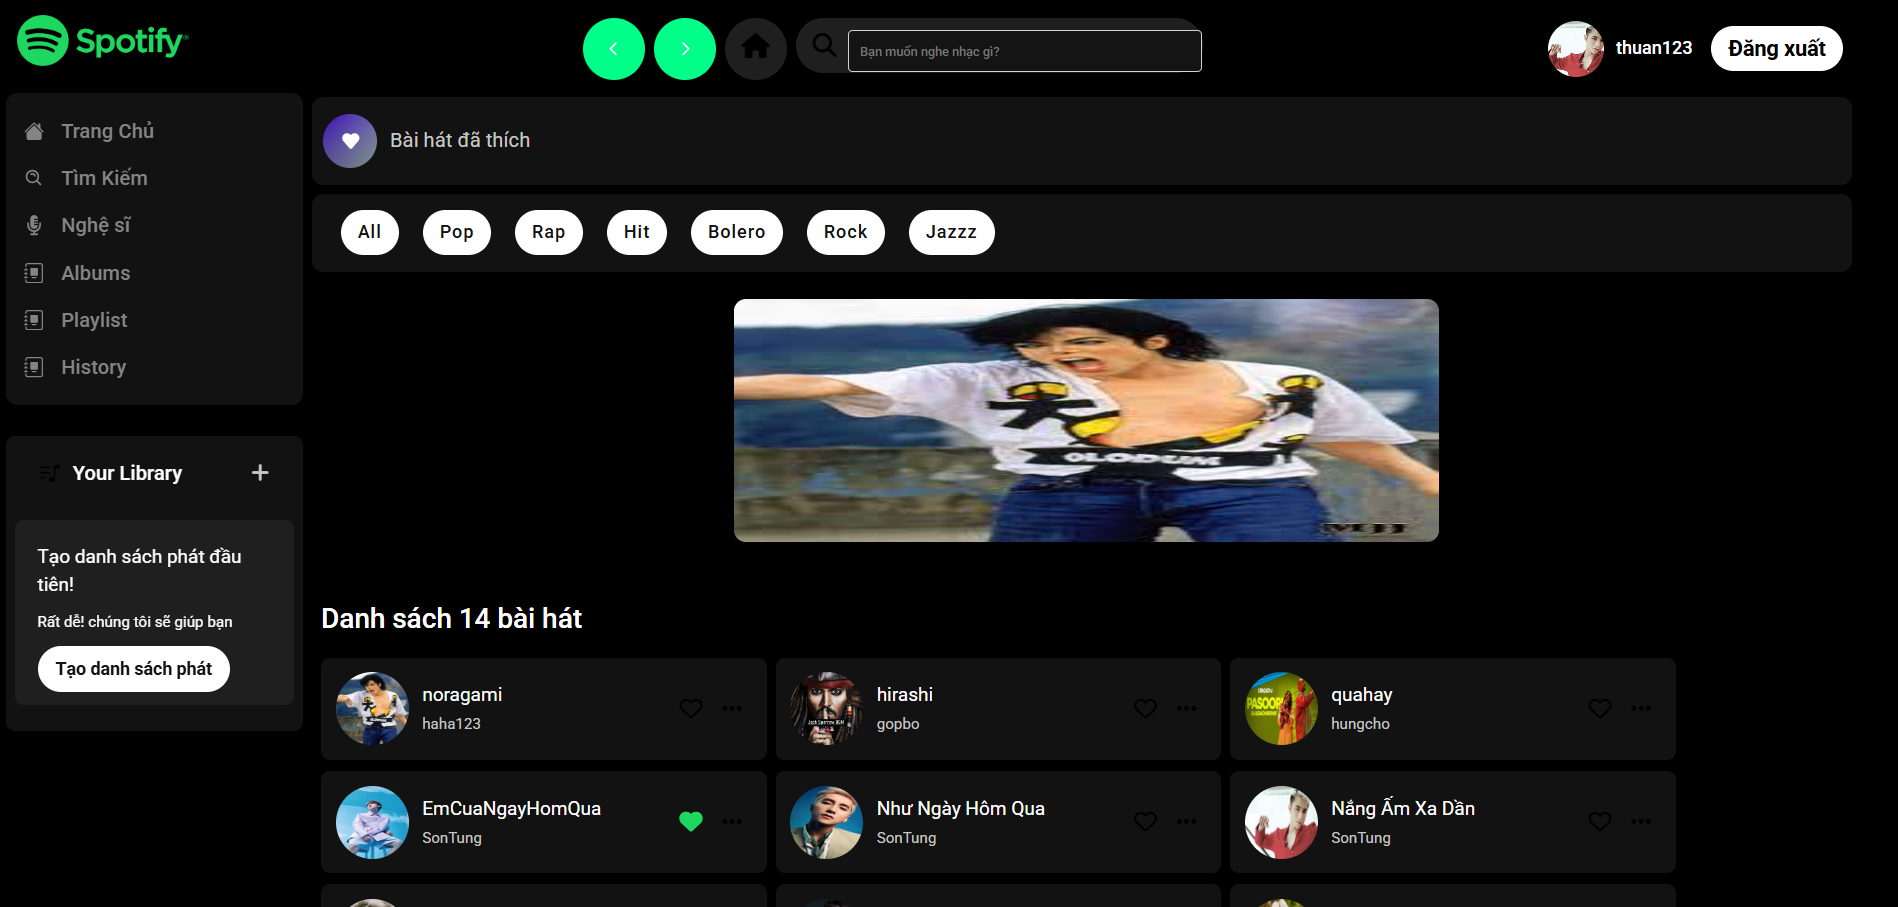 Spotify
Bạn muốn nghe nhạc gì?
thuan123
Đăng xuất
Trang Chủ
Tìm Kiếm
Nghệ sĩ
Albums
Playlist
History
Your Library
Tạo danh sách phát đầu
tiên!
Rất dễ! chúng tôi sẽ giúp bạn
Tạo danh sách phát
Bài hát đã thích
All
Pop
Rap
Hit
Bolero
Rock
Jazzz
OLODUM
Danh sách 14 bài hát
noragami
haha123
hirashi
gopbo
PASOORI
quahay
hungcho
EmCuaNgayHomQua
SonTung
Như Ngày Hôm Qua
SonTung
Nắng Ấm Xa Dần
SonTung